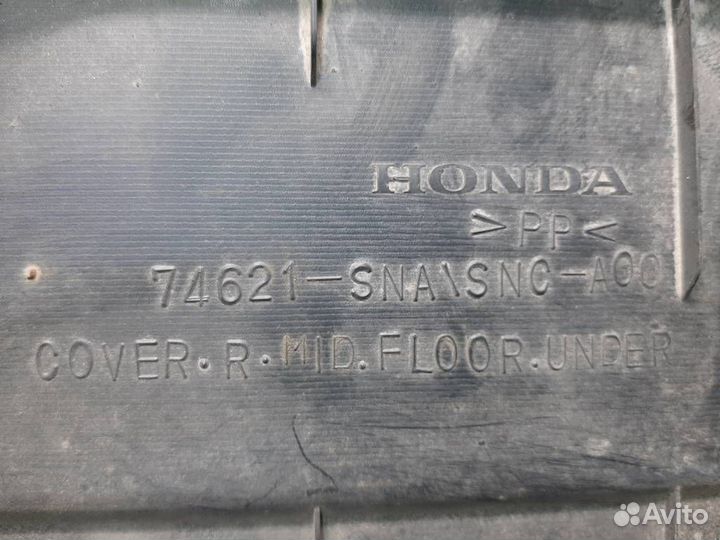 HONDA
>PP<
74621-SNA\SNC-A00
COVER.R.MID.FLOOR.UNDER
Avito